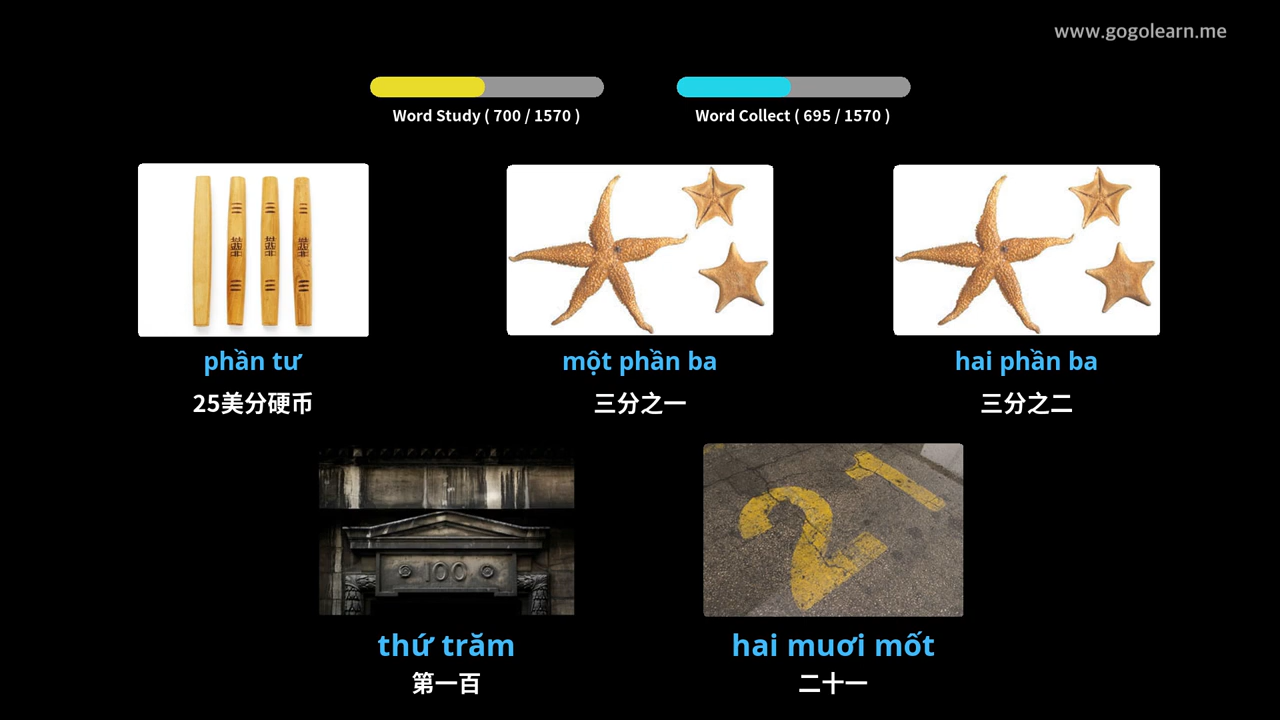 www.gogolearn.me
Word Study ( 700 / 1570 )
Word Collect ( 695 / 1570 )
phần tư
25美分硬币
một phần ba
三分之一
hai phần ba
三分之二
100
thứ trăm
第一百
21
hai muơi mốt
二十一